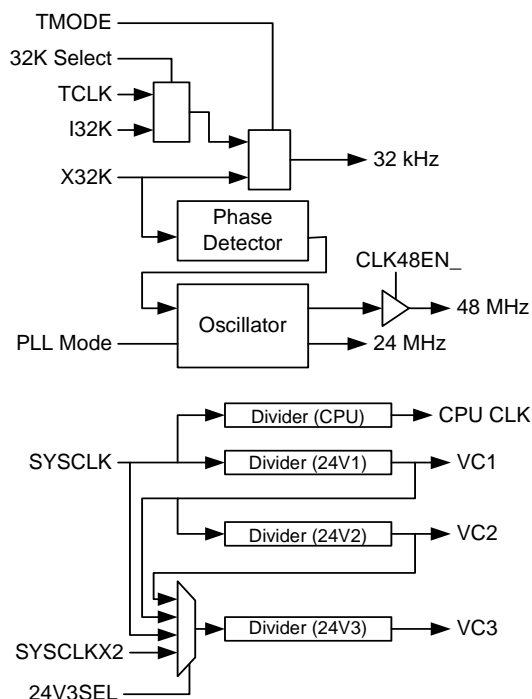 TMODE
32K Select
TCLK
I32K
X32K
32 kHz
Phase
Detector
CLK48EN_
Oscillator
48 MHz
PLL Mode
24 MHz
Divider (CPU)
CPU CLK
SYSCLK
Divider (24V1)
VC1
Divider (24V2)
VC2
Divider (24V3)
VC3
SYSCLKX2
24V3SEL